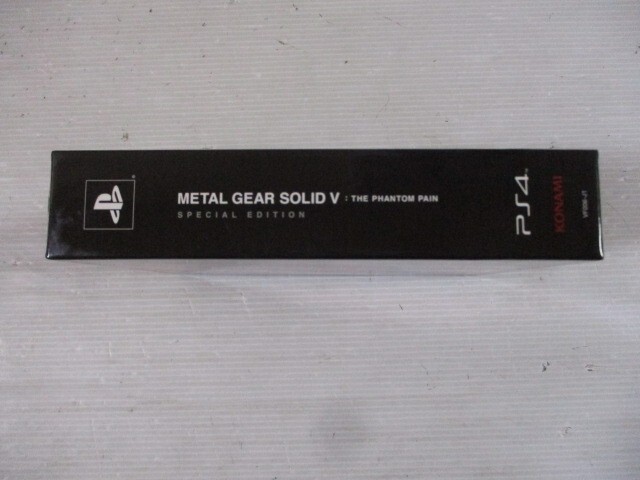 METAL GEAR SOLID V : THE PHANTOM PAIN
SPECIAL EDITION
PS4
KONAMI